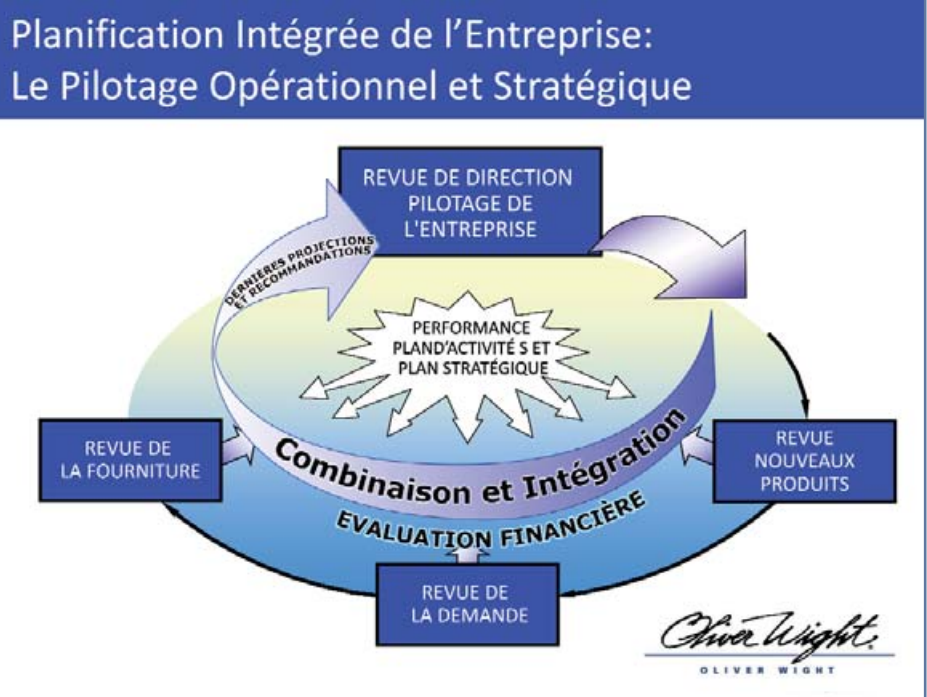 Planification Intégrée de l'Entreprise:
Le Pilotage Opérationnel et Stratégique
REVUE DE DIRECTION
PILOTAGE DE
L'ENTREPRISE
DERNIÈRES PROJECTIONS
ET RECOMMANDATIONS
PERFORMANCE
PLAND'ACTIVITÉ S ET
PLAN STRATÉGIQUE
REVUE DE
LA FOURNITURE
Combinaison et Intégration
REVUE
NOUVEAUX
PRODUITS
EVALUATION FINANCIÈRE
REVUE DE
LA DEMANDE
Oliver Wight
OLIVER WIGHT